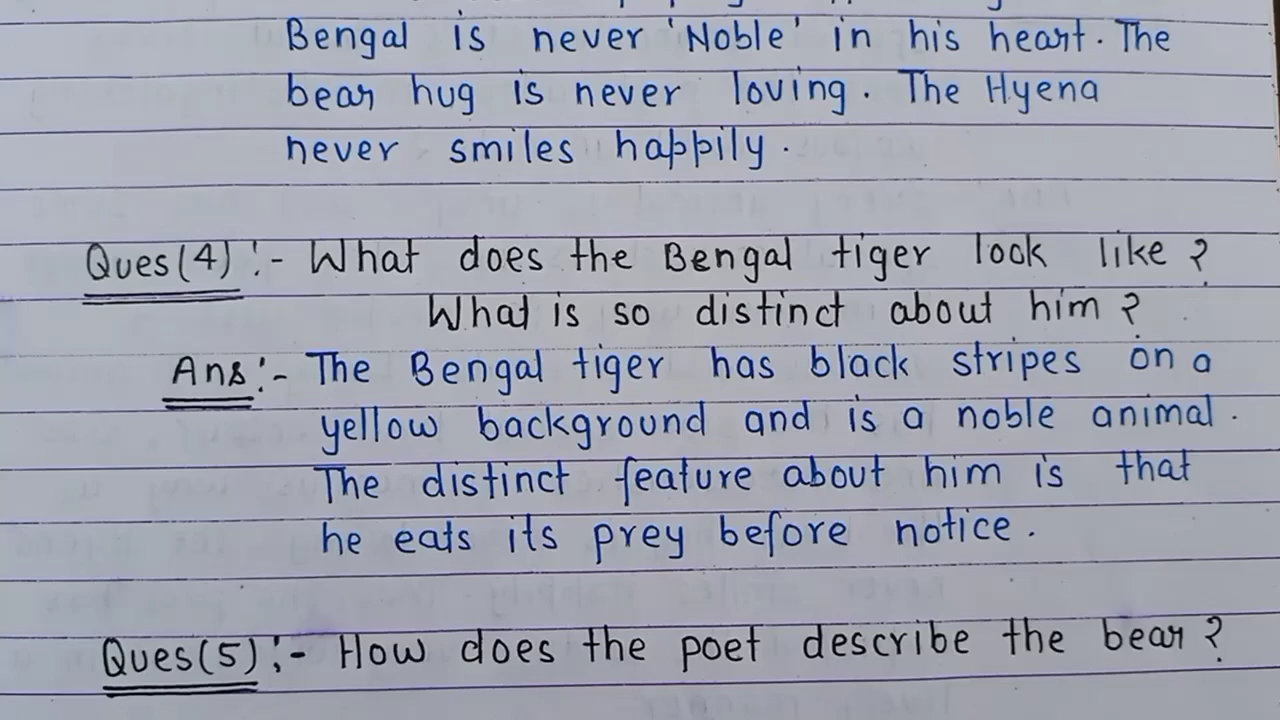 Bengal is never 'Noble' in his heart. The
bear hug is never loving. The Hyena
never smiles happily.
Ques(4):- What does the Bengal tiger look like?
What is so distinct about him?
Ans:- The Bengal tiger has black stripes on a
yellow background and is a noble animal.
The distinct feature about him is that
he eats its prey before notice.
Ques(5):- How does the poet describe the bear?